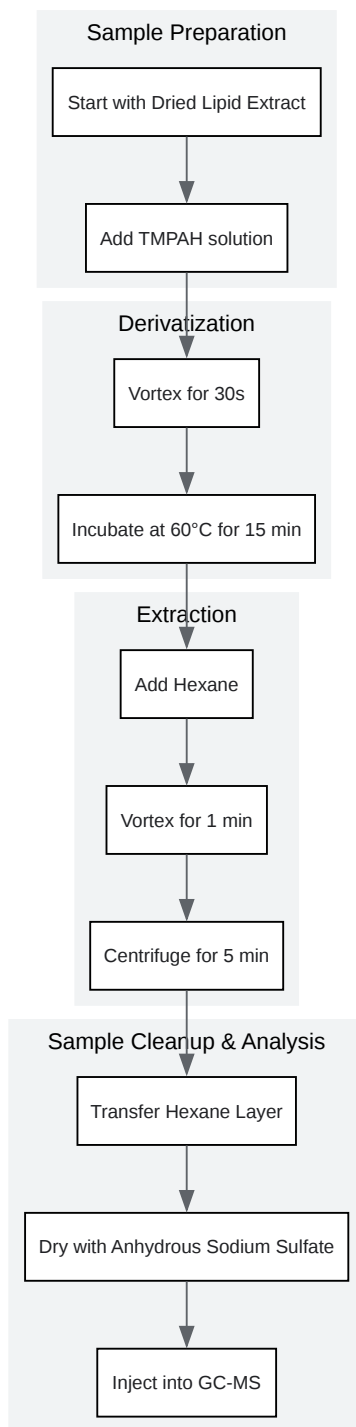 Sample Preparation
Start with Dried Lipid Extract
Add TMPAH solution
Derivatization
Vortex for 30s
Incubate at 60°C for 15 min
Extraction
Add Hexane
Vortex for 1 min
Centrifuge for 5 min
Sample Cleanup & Analysis
Transfer Hexane Layer
Dry with Anhydrous Sodium Sulfate
Inject into GC-MS